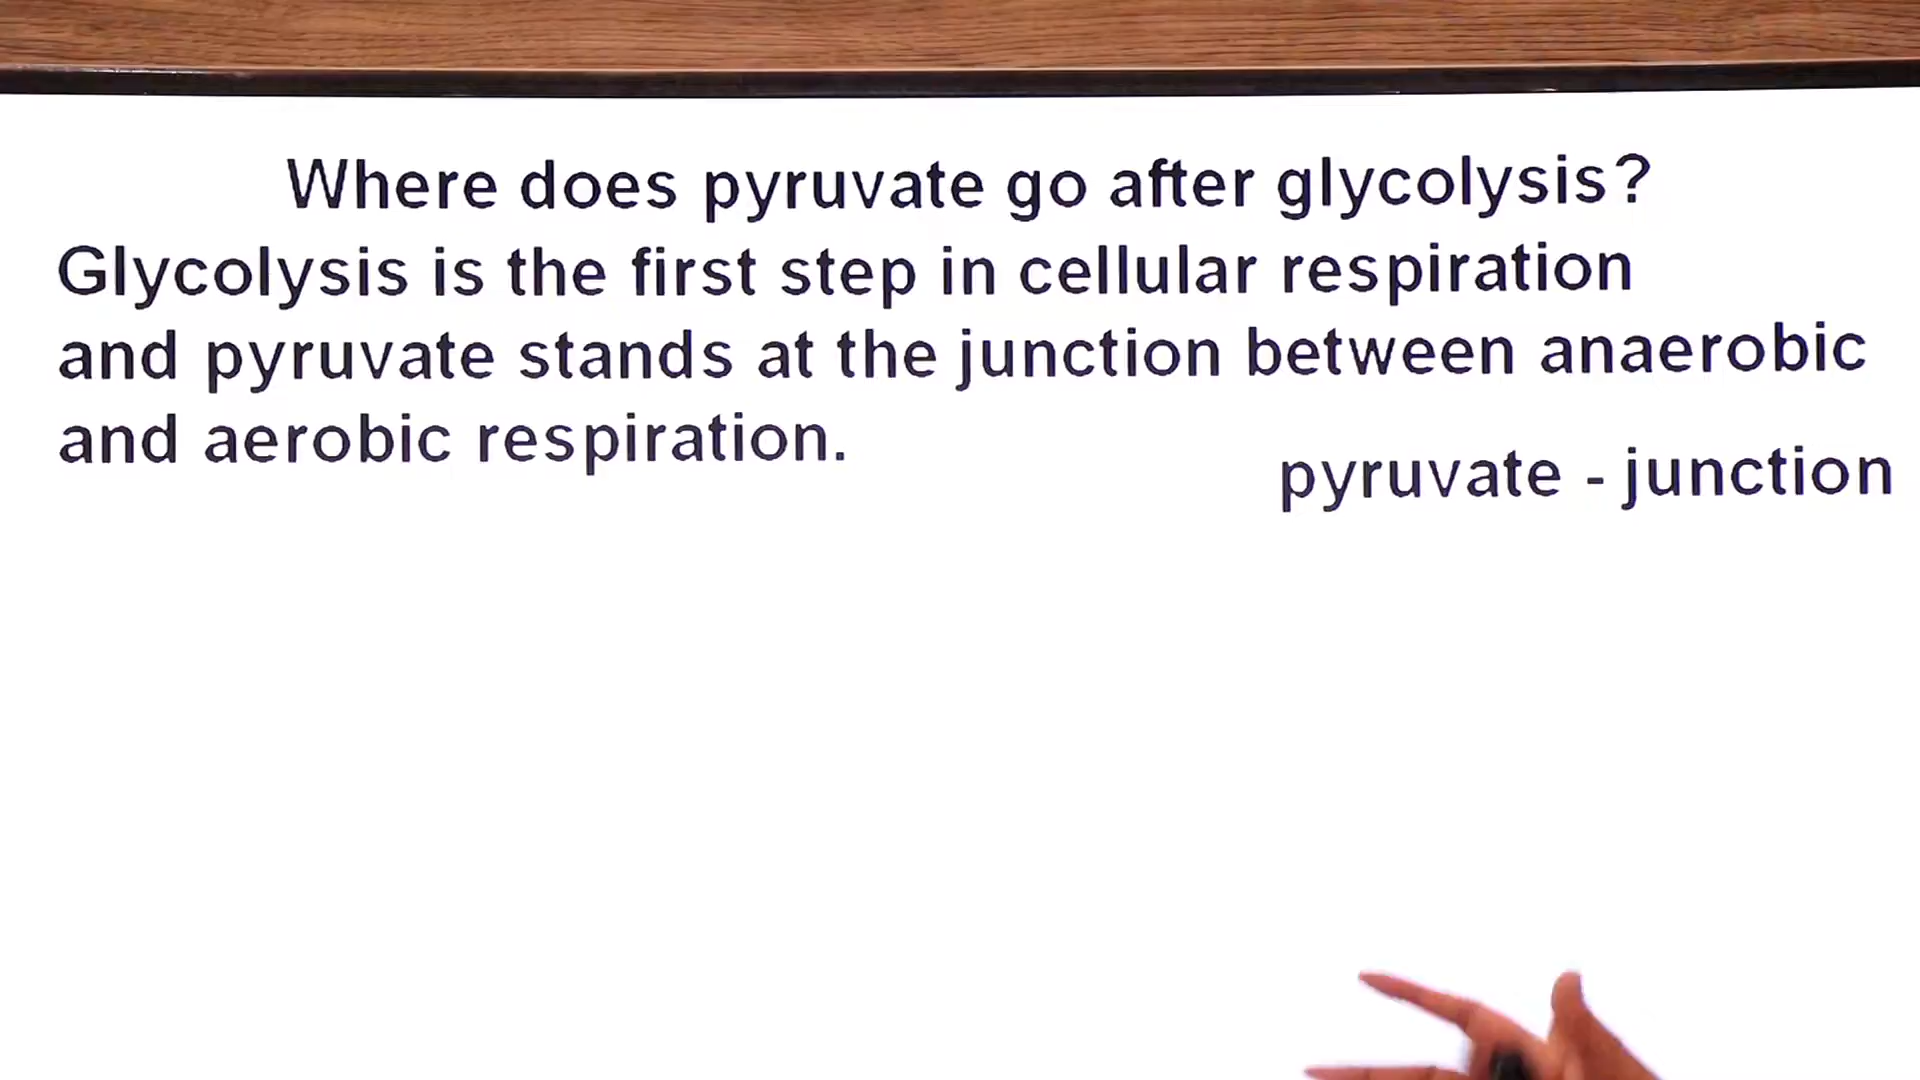 Where does pyruvate go after glycolysis?
Glycolysis is the first step in cellular respiration
and pyruvate stands at the junction between anaerobic
and aerobic respiration.
pyruvate - junction